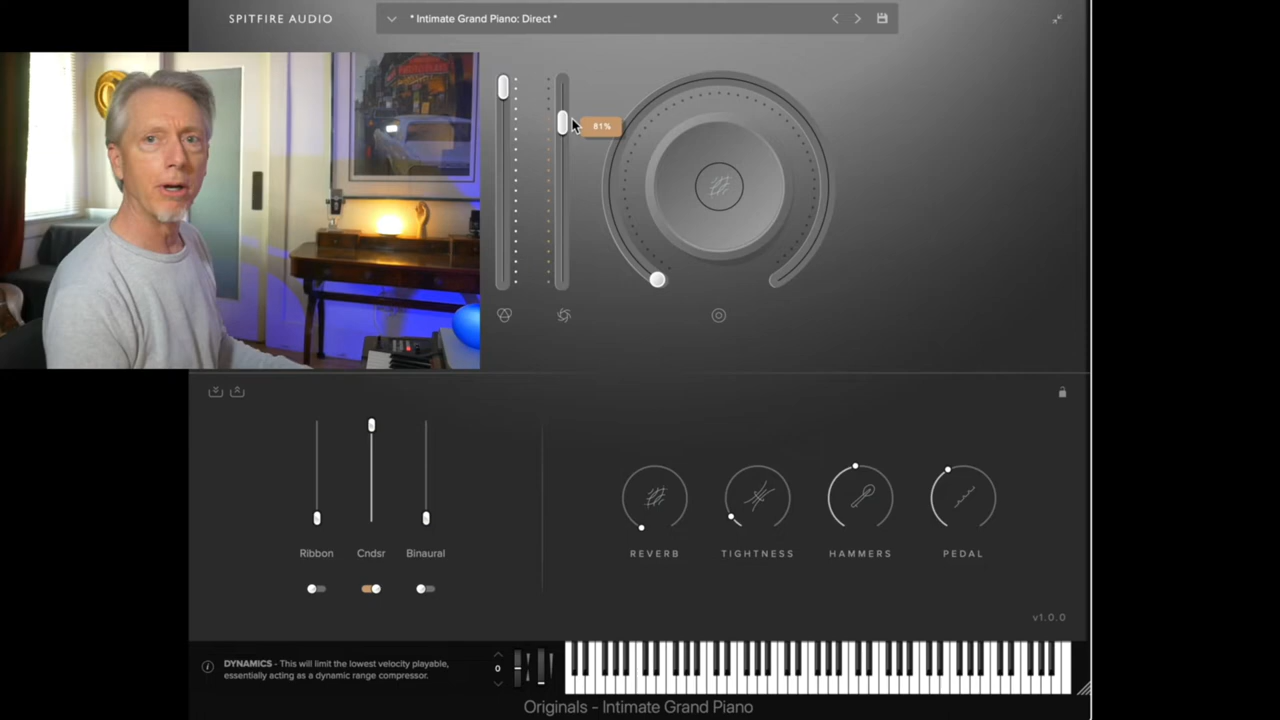 SPITFIRE AUDIO
* Intimate Grand Piano: Direct *
81%
Ribbon
Cndsr
Binaural
REVERB
TIGHTNESS
HAMMERS
PEDAL
v1.0.0
DYNAMICS - This will limit the lowest velocity playable,
essentially acting as a dynamic range compressor.
0
Originals - Intimate Grand Piano